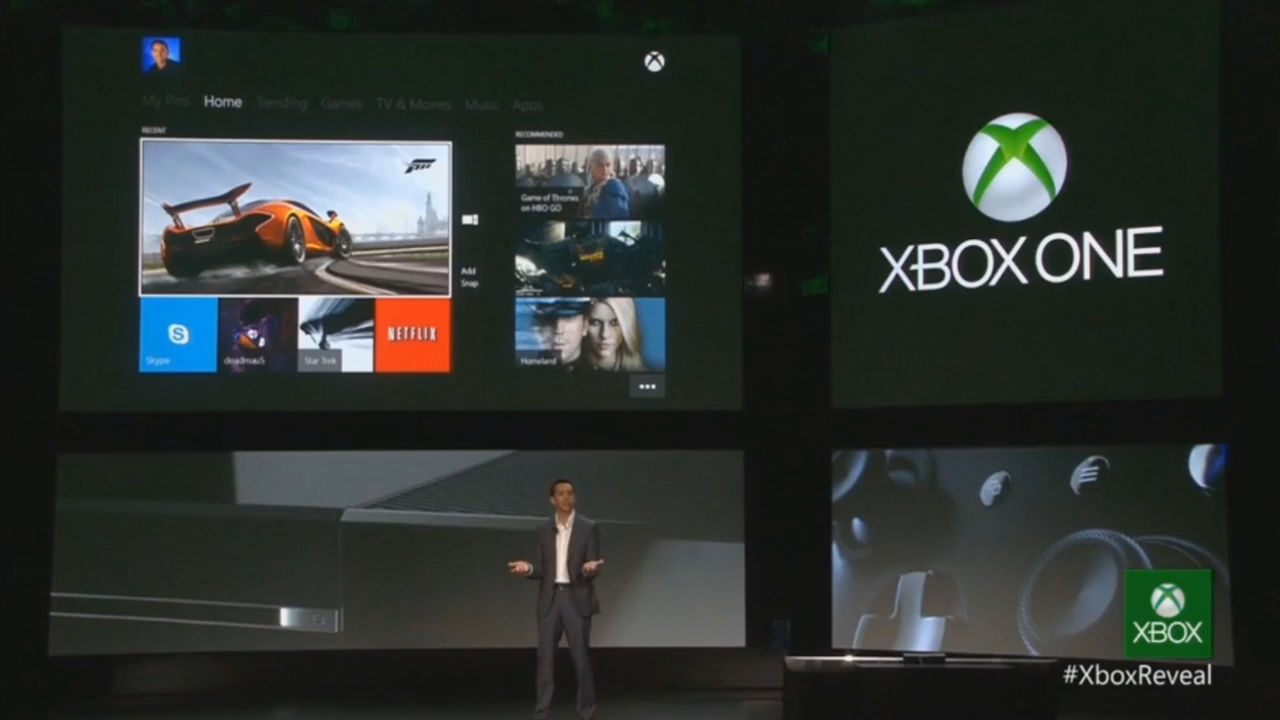 My Pins Home Trending Games TV & Movies Music Apps
RECENT
RECOMMENDED
Game of Thrones
on HBO GO
Add
Snap
Skype
deadmau5
Star Trek
NETFLIX
Homeland
XBOX ONE
XBOX
#XboxReveal